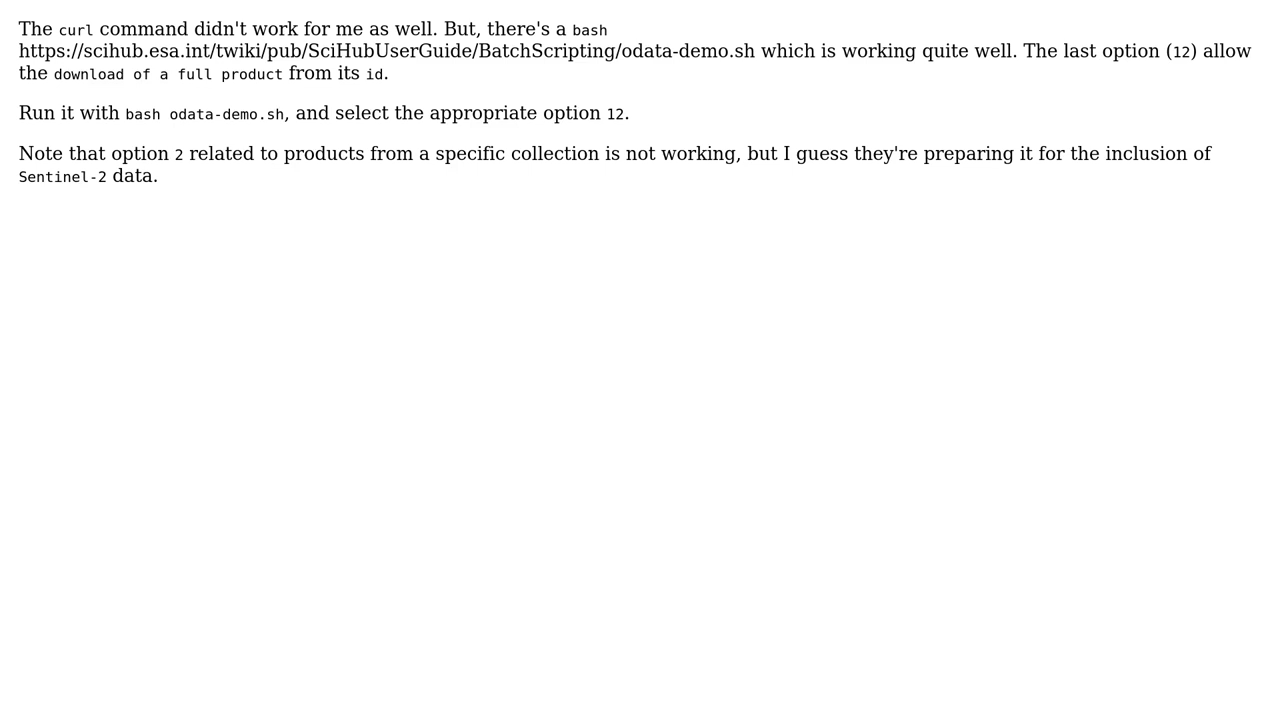 The curl command didn't work for me as well. But, there's a bash
https://scihub.esa.int/twiki/pub/SciHubUserGuide/BatchScripting/odata-demo.sh which is working quite well. The last option (12) allow
the download of a full product from its id.
Run it with bash odata-demo.sh, and select the appropriate option 12.
Note that option 2 related to products from a specific collection is not working, but I guess they're preparing it for the inclusion of
Sentinel-2 data.